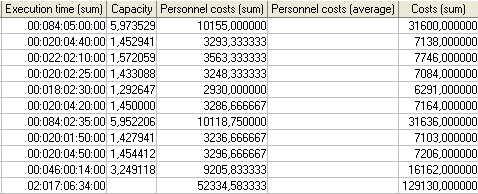 Execution time (sum) Capacity Personnel costs (sum) Personnel costs (average) Costs (sum)
00:084:05:00:00 5,973529 10155,000000 31600,000000
00:020:04:40:00 1,452941 3293,333333 7138,000000
00:022:02:10:00 1,572059 3563,333333 7746,000000
00:020:02:25:00 1,433088 3248,333333 7084,000000
00:018:02:30:00 1,292647 2930,000000 6291,000000
00:020:04:20:00 1,450000 3286,666667 7164,000000
00:084:02:35:00 5,952206 10118,750000 31636,000000
00:020:01:50:00 1,427941 3236,666667 7103,000000
00:020:04:50:00 1,454412 3296,666667 7206,000000
00:046:00:14:00 3,249118 9205,833333 16162,000000
02:017:06:34:00 52334,583333 129130,000000